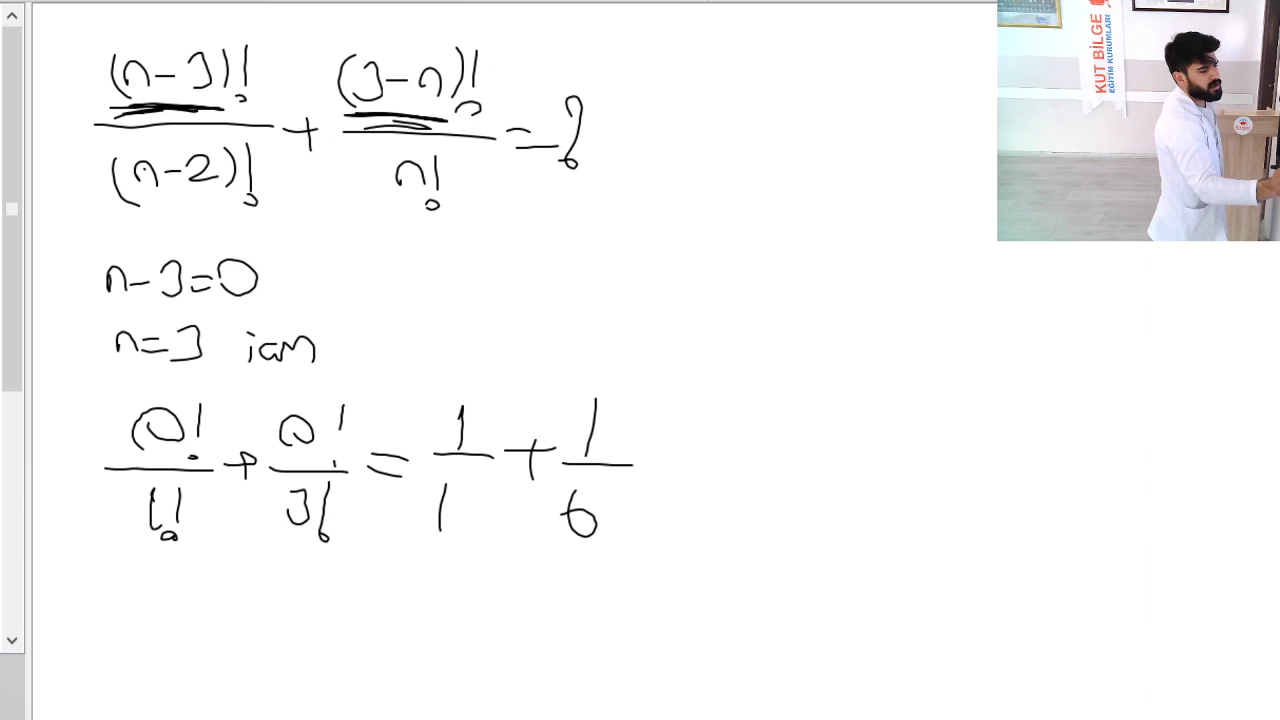 (n-3)!/(n-2)! + (3-n)!/n! = ?
n-3=0
n=3 için
0!/1! + 0!/3! = 1/1 + 1/6
KUT BİLGE
EĞİTİM KURUMLARI